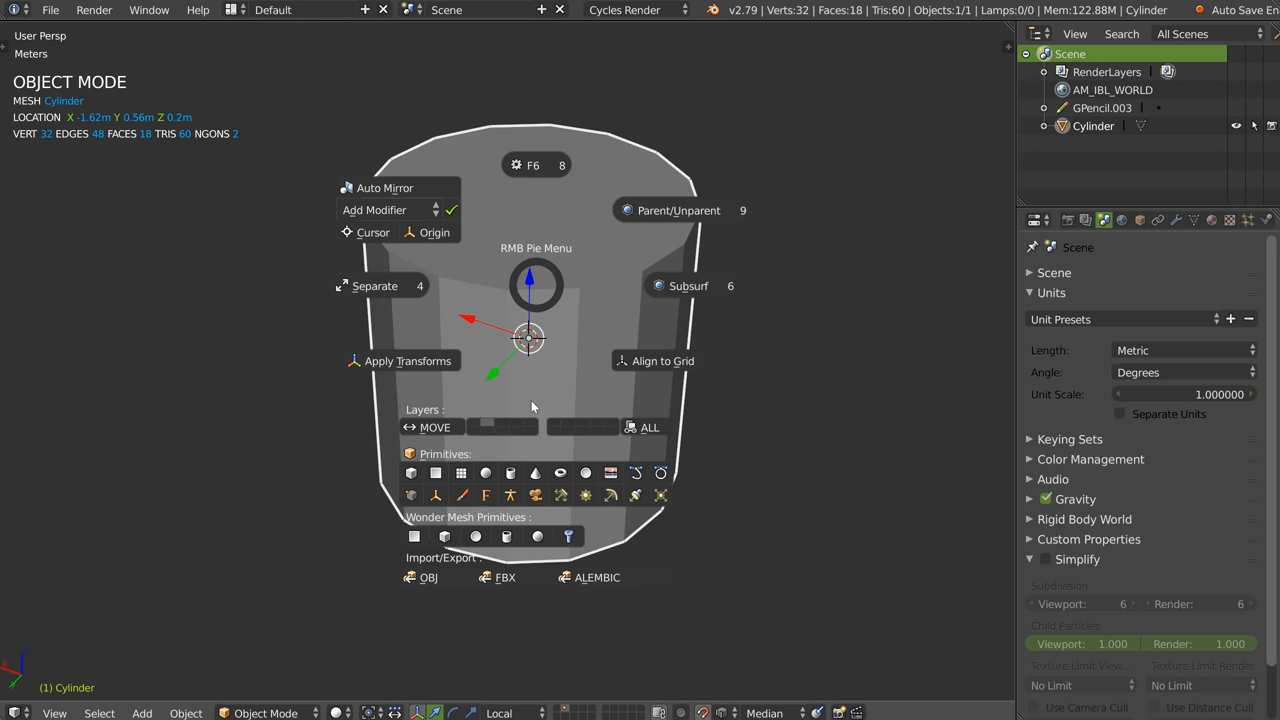 File Render Window Help Default Scene Cycles Render v2.79 | Verts:32 | Faces:18 | Tris:60 | Objects:1/1 | Lamps:0/0 | Mem:122.88M | Cylinder Auto Save En
User Persp
Meters
OBJECT MODE
MESH Cylinder
LOCATION X -1.62m Y 0.56m Z 0.2m
VERT 32 EDGES 48 FACES 18 TRIS 60 NGONS 2
F6 8
Auto Mirror
Add Modifier
Cursor Origin
Parent/Unparent 9
RMB Pie Menu
Separate 4
Subsurf 6
Apply Transforms
Align to Grid
Layers :
MOVE ALL
Primitives:
Wonder Mesh Primitives :
Import/Export :
OBJ FBX ALEMBIC
(1) Cylinder
View Select Add Object Object Mode Local Median
View Search All Scenes
Scene
RenderLayers
AM_IBL_WORLD
GPencil.003
Cylinder
Scene
Scene
Units
Unit Presets
Length: Metric
Angle: Degrees
Unit Scale: 1.000000
Separate Units
Keying Sets
Color Management
Audio
Gravity
Rigid Body World
Custom Properties
Simplify
Subdivision
Viewport: 6 Render: 6
Child Particles
Viewport: 1.000 Render: 1.000
Texture Limit View... Texture Limit Render
No Limit No Limit
Use Camera Cull Use Distance Cull